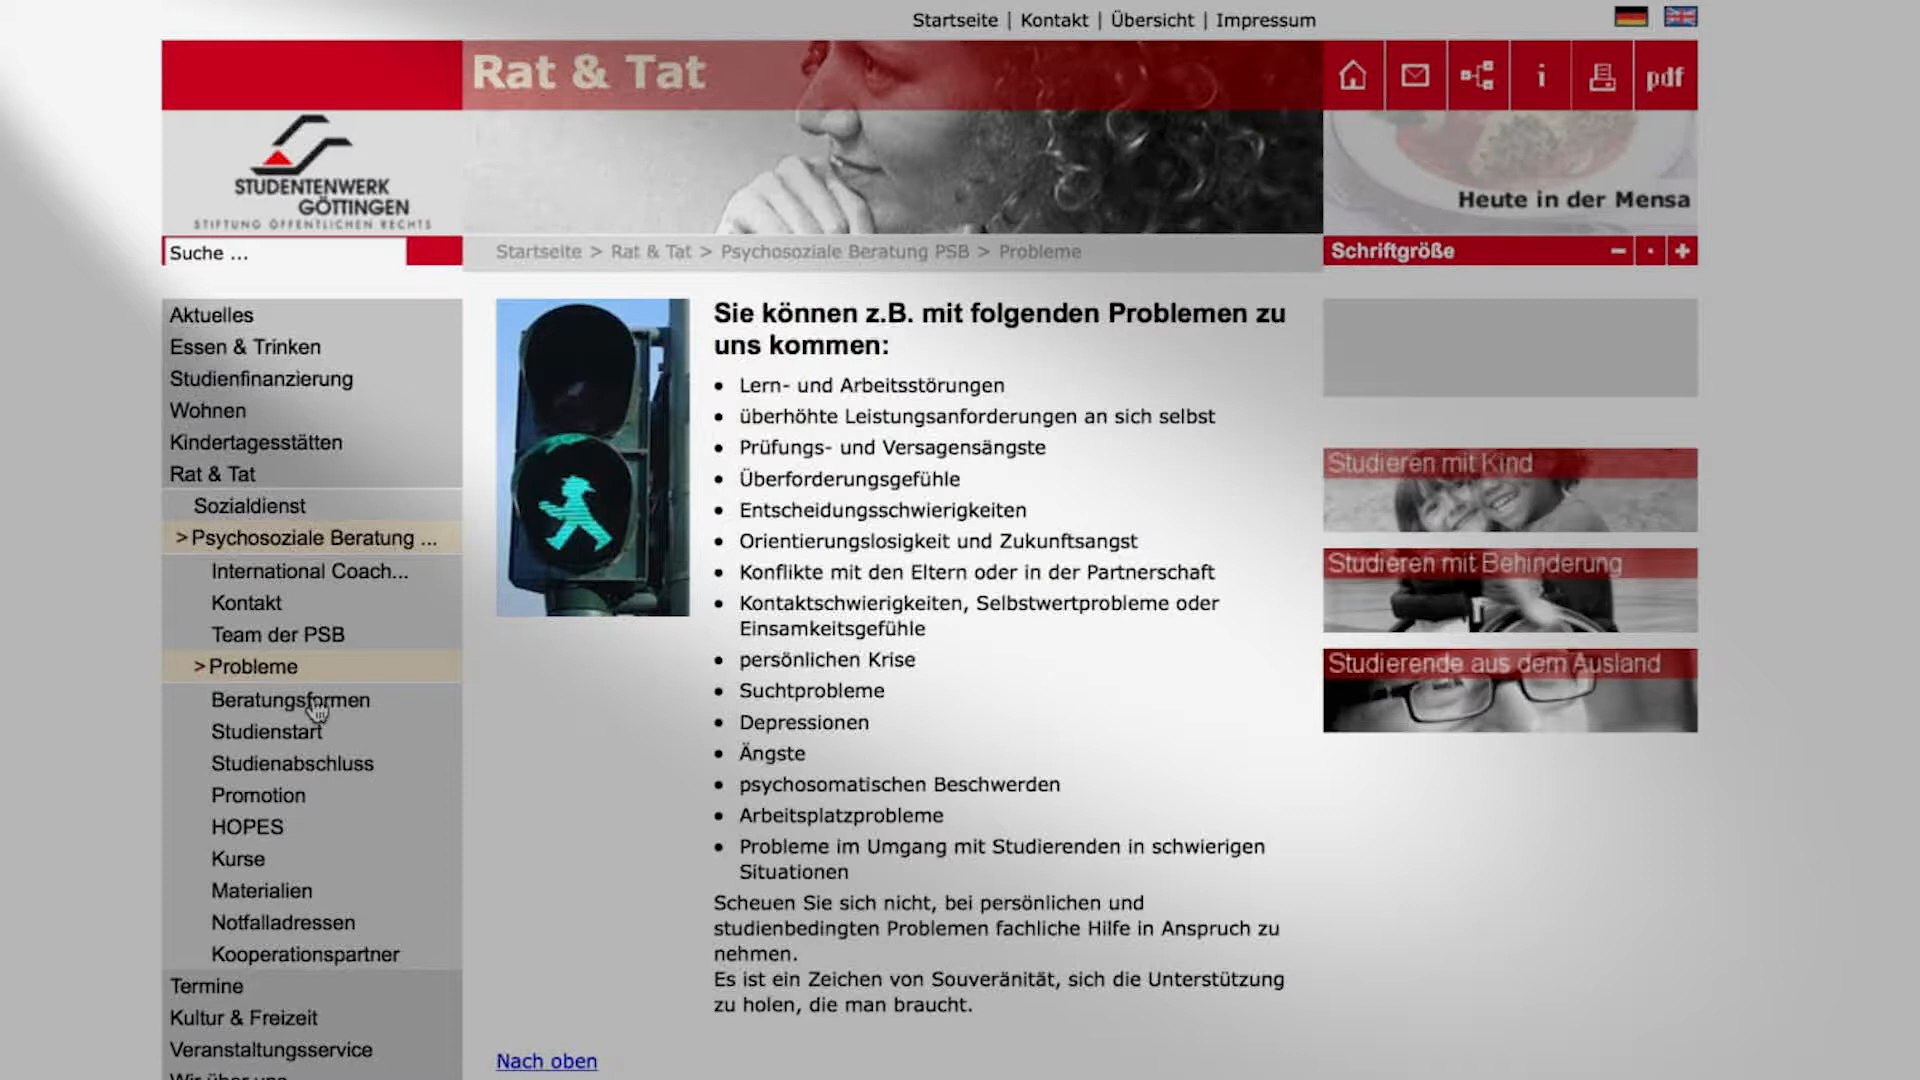 Startseite | Kontakt | Übersicht | Impressum
Rat & Tat
pdf
STUDENTENWERK
GÖTTINGEN
STIFTUNG ÖFFENTLICHEN RECHTS
Heute in der Mensa
Suche ...
Startseite > Rat & Tat > Psychosoziale Beratung PSB > Probleme
Schriftgröße
Aktuelles
Essen & Trinken
Studienfinanzierung
Wohnen
Kindertagesstätten
Rat & Tat
Sozialdienst
> Psychosoziale Beratung ...
International Coach...
Kontakt
Team der PSB
> Probleme
Beratungsformen
Studienstart
Studienabschluss
Promotion
HOPES
Kurse
Materialien
Notfalladressen
Kooperationspartner
Termine
Kultur & Freizeit
Veranstaltungsservice
Wir über uns
Sie können z.B. mit folgenden Problemen zu
uns kommen:
• Lern- und Arbeitsstörungen
• überhöhte Leistungsanforderungen an sich selbst
• Prüfungs- und Versagensängste
• Überforderungsgefühle
• Entscheidungsschwierigkeiten
• Orientierungslosigkeit und Zukunftsangst
• Konflikte mit den Eltern oder in der Partnerschaft
• Kontaktschwierigkeiten, Selbstwertprobleme oder
Einsamkeitsgefühle
• persönlichen Krise
• Suchtprobleme
• Depressionen
• Ängste
• psychosomatischen Beschwerden
• Arbeitsplatzprobleme
• Probleme im Umgang mit Studierenden in schwierigen
Situationen
Scheuen Sie sich nicht, bei persönlichen und
studienbedingten Problemen fachliche Hilfe in Anspruch zu
nehmen.
Es ist ein Zeichen von Souveränität, sich die Unterstützung
zu holen, die man braucht.
Nach oben
Studieren mit Kind
Studieren mit Behinderung
Studierende aus dem Ausland